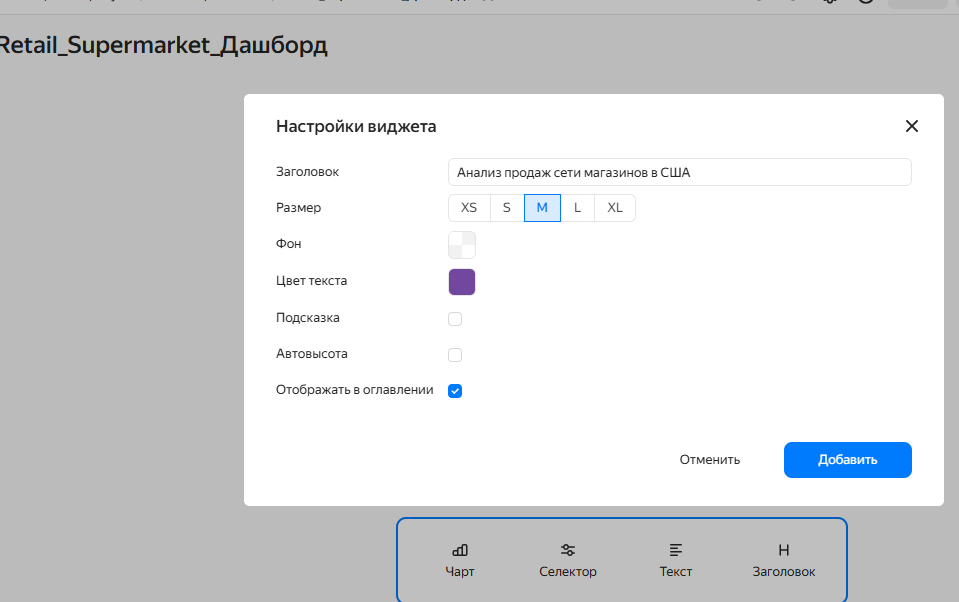 Retail_Supermarket_Дашборд
Настройки виджета
Заголовок
Анализ продаж сети магазинов в США
Размер
XS S M L XL
Фон
Цвет текста
Подсказка
Автовысота
Отображать в оглавлении
Отменить Добавить
Чарт Селектор Текст Заголовок